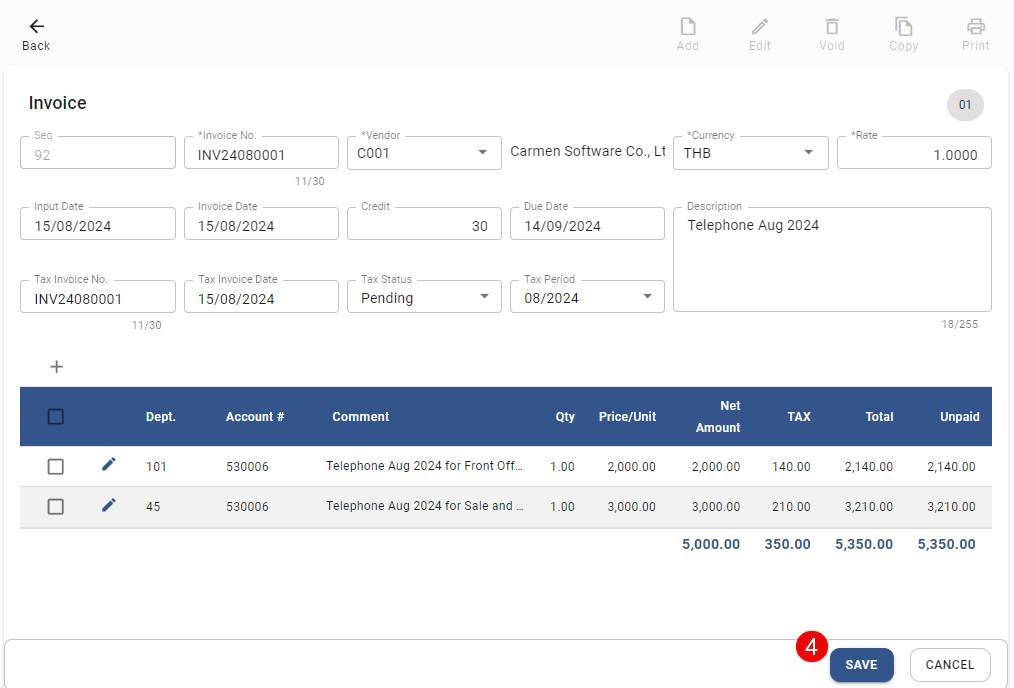 Back
Add
Edit
Void
Copy
Print
Invoice
01
Seq
92
*Invoice No.
INV24080001
11/30
*Vendor
C001
Carmen Software Co., Lt
*Currency
THB
*Rate
1.0000
Input Date
15/08/2024
Invoice Date
15/08/2024
Credit
30
Due Date
14/09/2024
Description
Telephone Aug 2024
18/255
Tax Invoice No.
INV24080001
11/30
Tax Invoice Date
15/08/2024
Tax Status
Pending
Tax Period
08/2024
+
Dept. Account # Comment Qty Price/Unit Net Amount TAX Total Unpaid
101 530006 Telephone Aug 2024 for Front Off... 1.00 2,000.00 2,000.00 140.00 2,140.00 2,140.00
45 530006 Telephone Aug 2024 for Sale and ... 1.00 3,000.00 3,000.00 210.00 3,210.00 3,210.00
5,000.00 350.00 5,350.00 5,350.00
4
SAVE
CANCEL